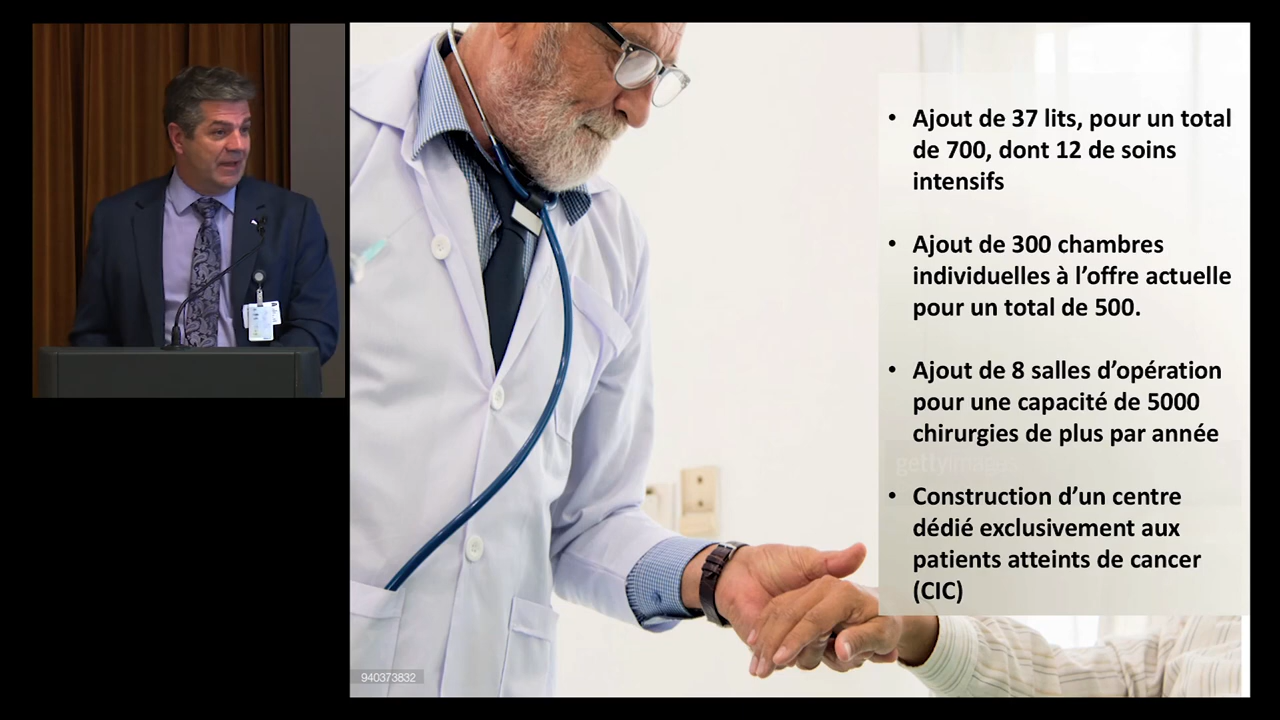 • Ajout de 37 lits, pour un total
de 700, dont 12 de soins
intensifs
• Ajout de 300 chambres
individuelles à l’offre actuelle
pour un total de 500.
• Ajout de 8 salles d’opération
pour une capacité de 5000
chirurgies de plus par année
gettyimages
• Construction d’un centre
dédié exclusivement aux
patients atteints de cancer
(CIC)
940373832